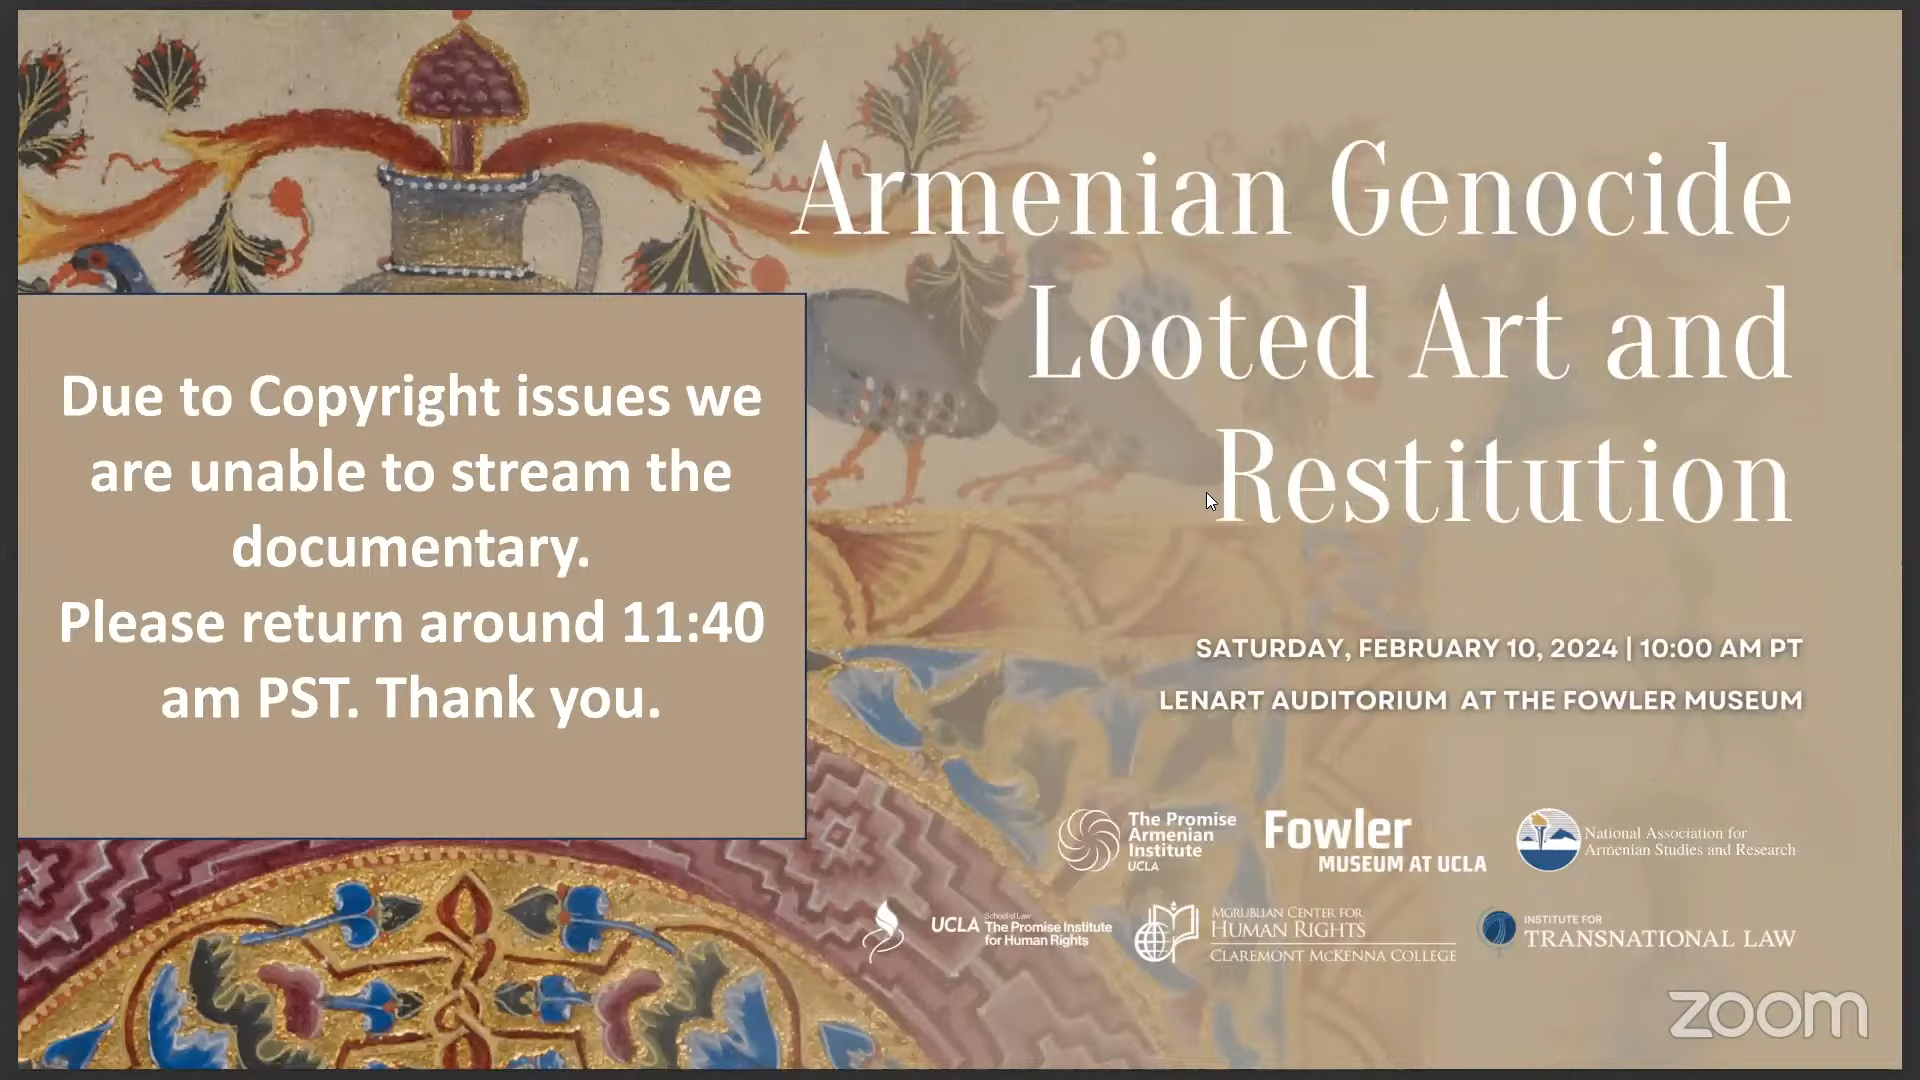 Armenian Genocide
Looted Art and
Restitution
Due to Copyright issues we
are unable to stream the
documentary.
Please return around 11:40
am PST. Thank you.
SATURDAY, FEBRUARY 10, 2024 | 10:00 AM PT
LENART AUDITORIUM AT THE FOWLER MUSEUM
The Promise
Armenian
Institute
UCLA
Fowler
MUSEUM AT UCLA
National Association for
Armenian Studies and Research
UCLA School of Law
The Promise Institute
for Human Rights
MGRUBLIAN CENTER FOR
HUMAN RIGHTS
CLAREMONT MCKENNA COLLEGE
INSTITUTE FOR
TRANSNATIONAL LAW
zoom